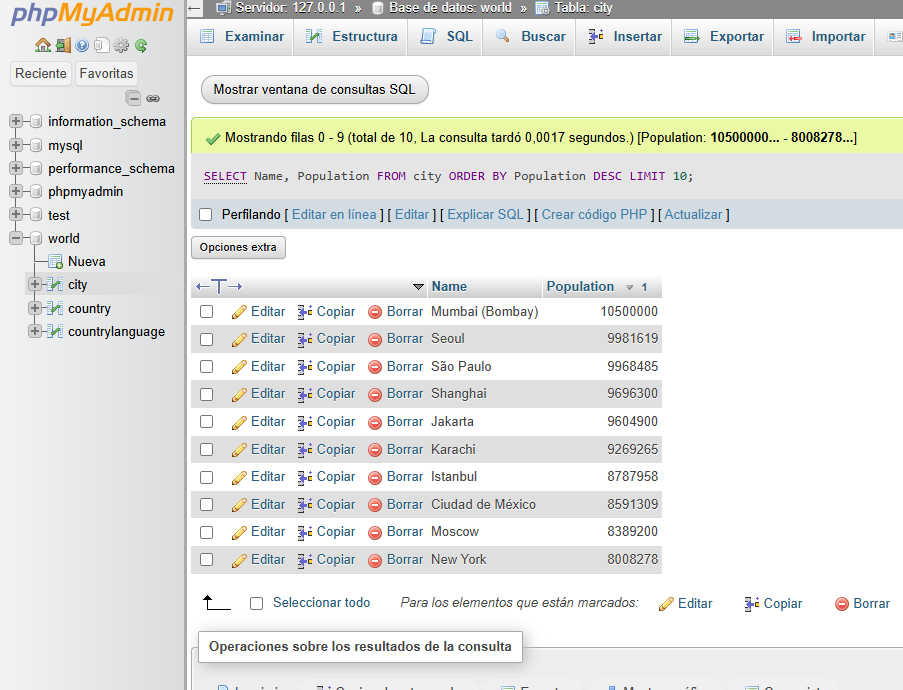 phpMyAdmin
Reciente Favoritas
information_schema
mysql
performance_schema
phpmyadmin
test
world
Nueva
city
country
countrylanguage
Servidor: 127.0.0.1 » Base de datos: world » Tabla: city
Examinar Estructura SQL Buscar Insertar Exportar Importar
Mostrar ventana de consultas SQL
Mostrando filas 0 - 9 (total de 10, La consulta tardó 0,0017 segundos.) [Population: 10500000... - 8008278...]
SELECT Name, Population FROM city ORDER BY Population DESC LIMIT 10;
Perfilando [ Editar en línea ] [ Editar ] [ Explicar SQL ] [ Crear código PHP ] [ Actualizar ]
Opciones extra
←T→ Name Population 1
Editar Copiar Borrar Mumbai (Bombay) 10500000
Editar Copiar Borrar Seoul 9981619
Editar Copiar Borrar São Paulo 9968485
Editar Copiar Borrar Shanghai 9696300
Editar Copiar Borrar Jakarta 9604900
Editar Copiar Borrar Karachi 9269265
Editar Copiar Borrar Istanbul 8787958
Editar Copiar Borrar Ciudad de México 8591309
Editar Copiar Borrar Moscow 8389200
Editar Copiar Borrar New York 8008278
Seleccionar todo Para los elementos que están marcados: Editar Copiar Borrar
Operaciones sobre los resultados de la consulta